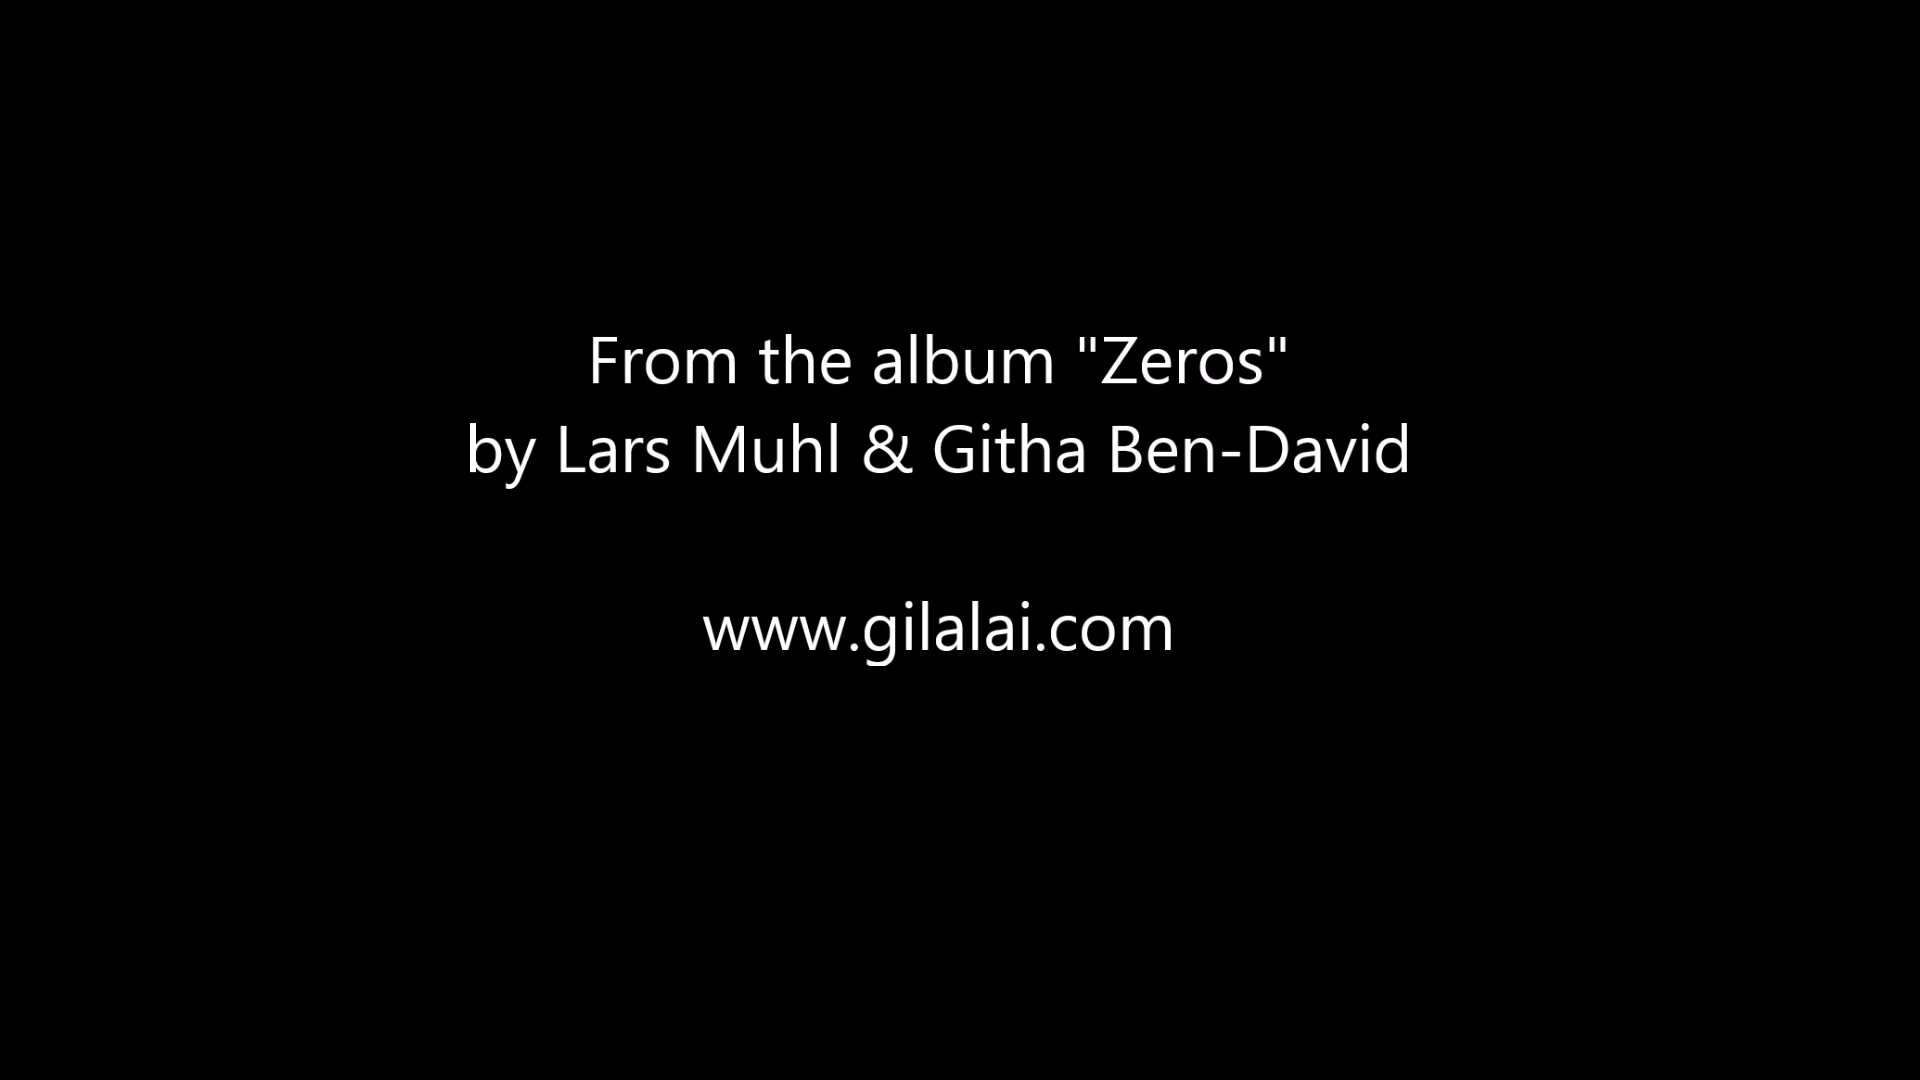 From the album "Zeros"
by Lars Muhl & Githa Ben-David
www.gilalai.com